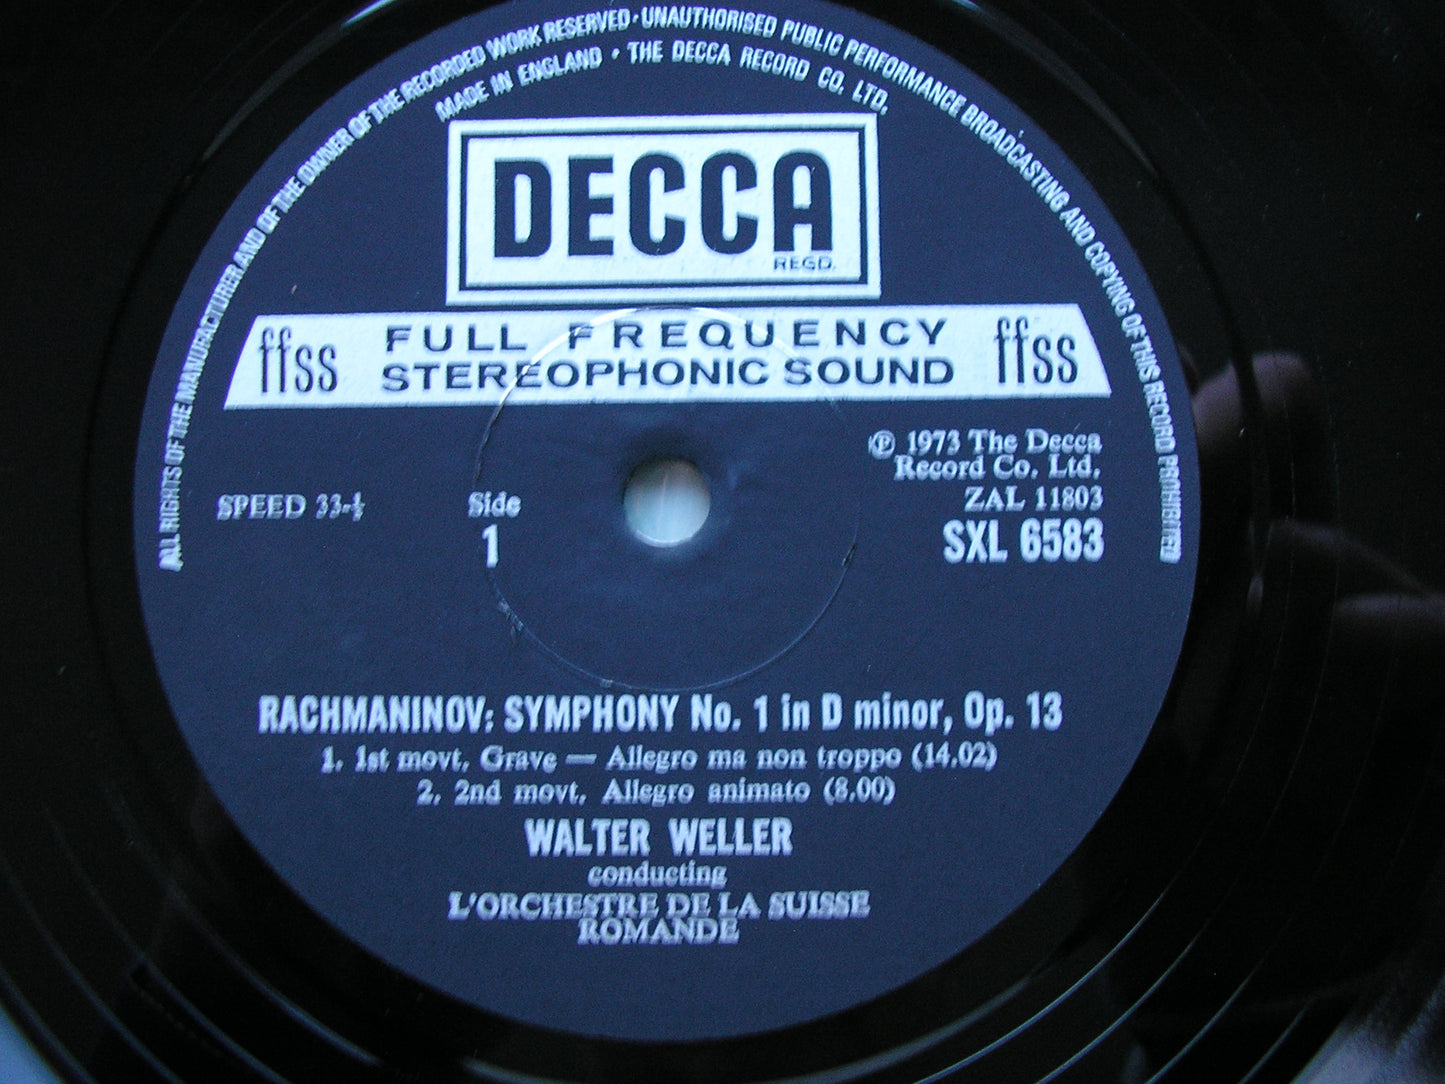 ALL RIGHTS OF THE MANUFACTURER AND OF THE OWNER OF THE RECORDED WORK RESERVED · UNAUTHORISED PUBLIC PERFORMANCE BROADCASTING AND COPYING OF THIS RECORD PROHIBITED
MADE IN ENGLAND · THE DECCA RECORD CO. LTD.
DECCA
REGD.
ffss FULL FREQUENCY STEREOPHONIC SOUND ffss
℗ 1973 The Decca
Record Co. Ltd.
SPEED 33-⅓
Side
1
ZAL 11803
SXL 6583
RACHMANINOV: SYMPHONY No. 1 in D minor, Op. 13
1. 1st movt. Grave — Allegro ma non troppo (14.02)
2. 2nd movt. Allegro animato (8.00)
WALTER WELLER
conducting
L'ORCHESTRE DE LA SUISSE
ROMANDE